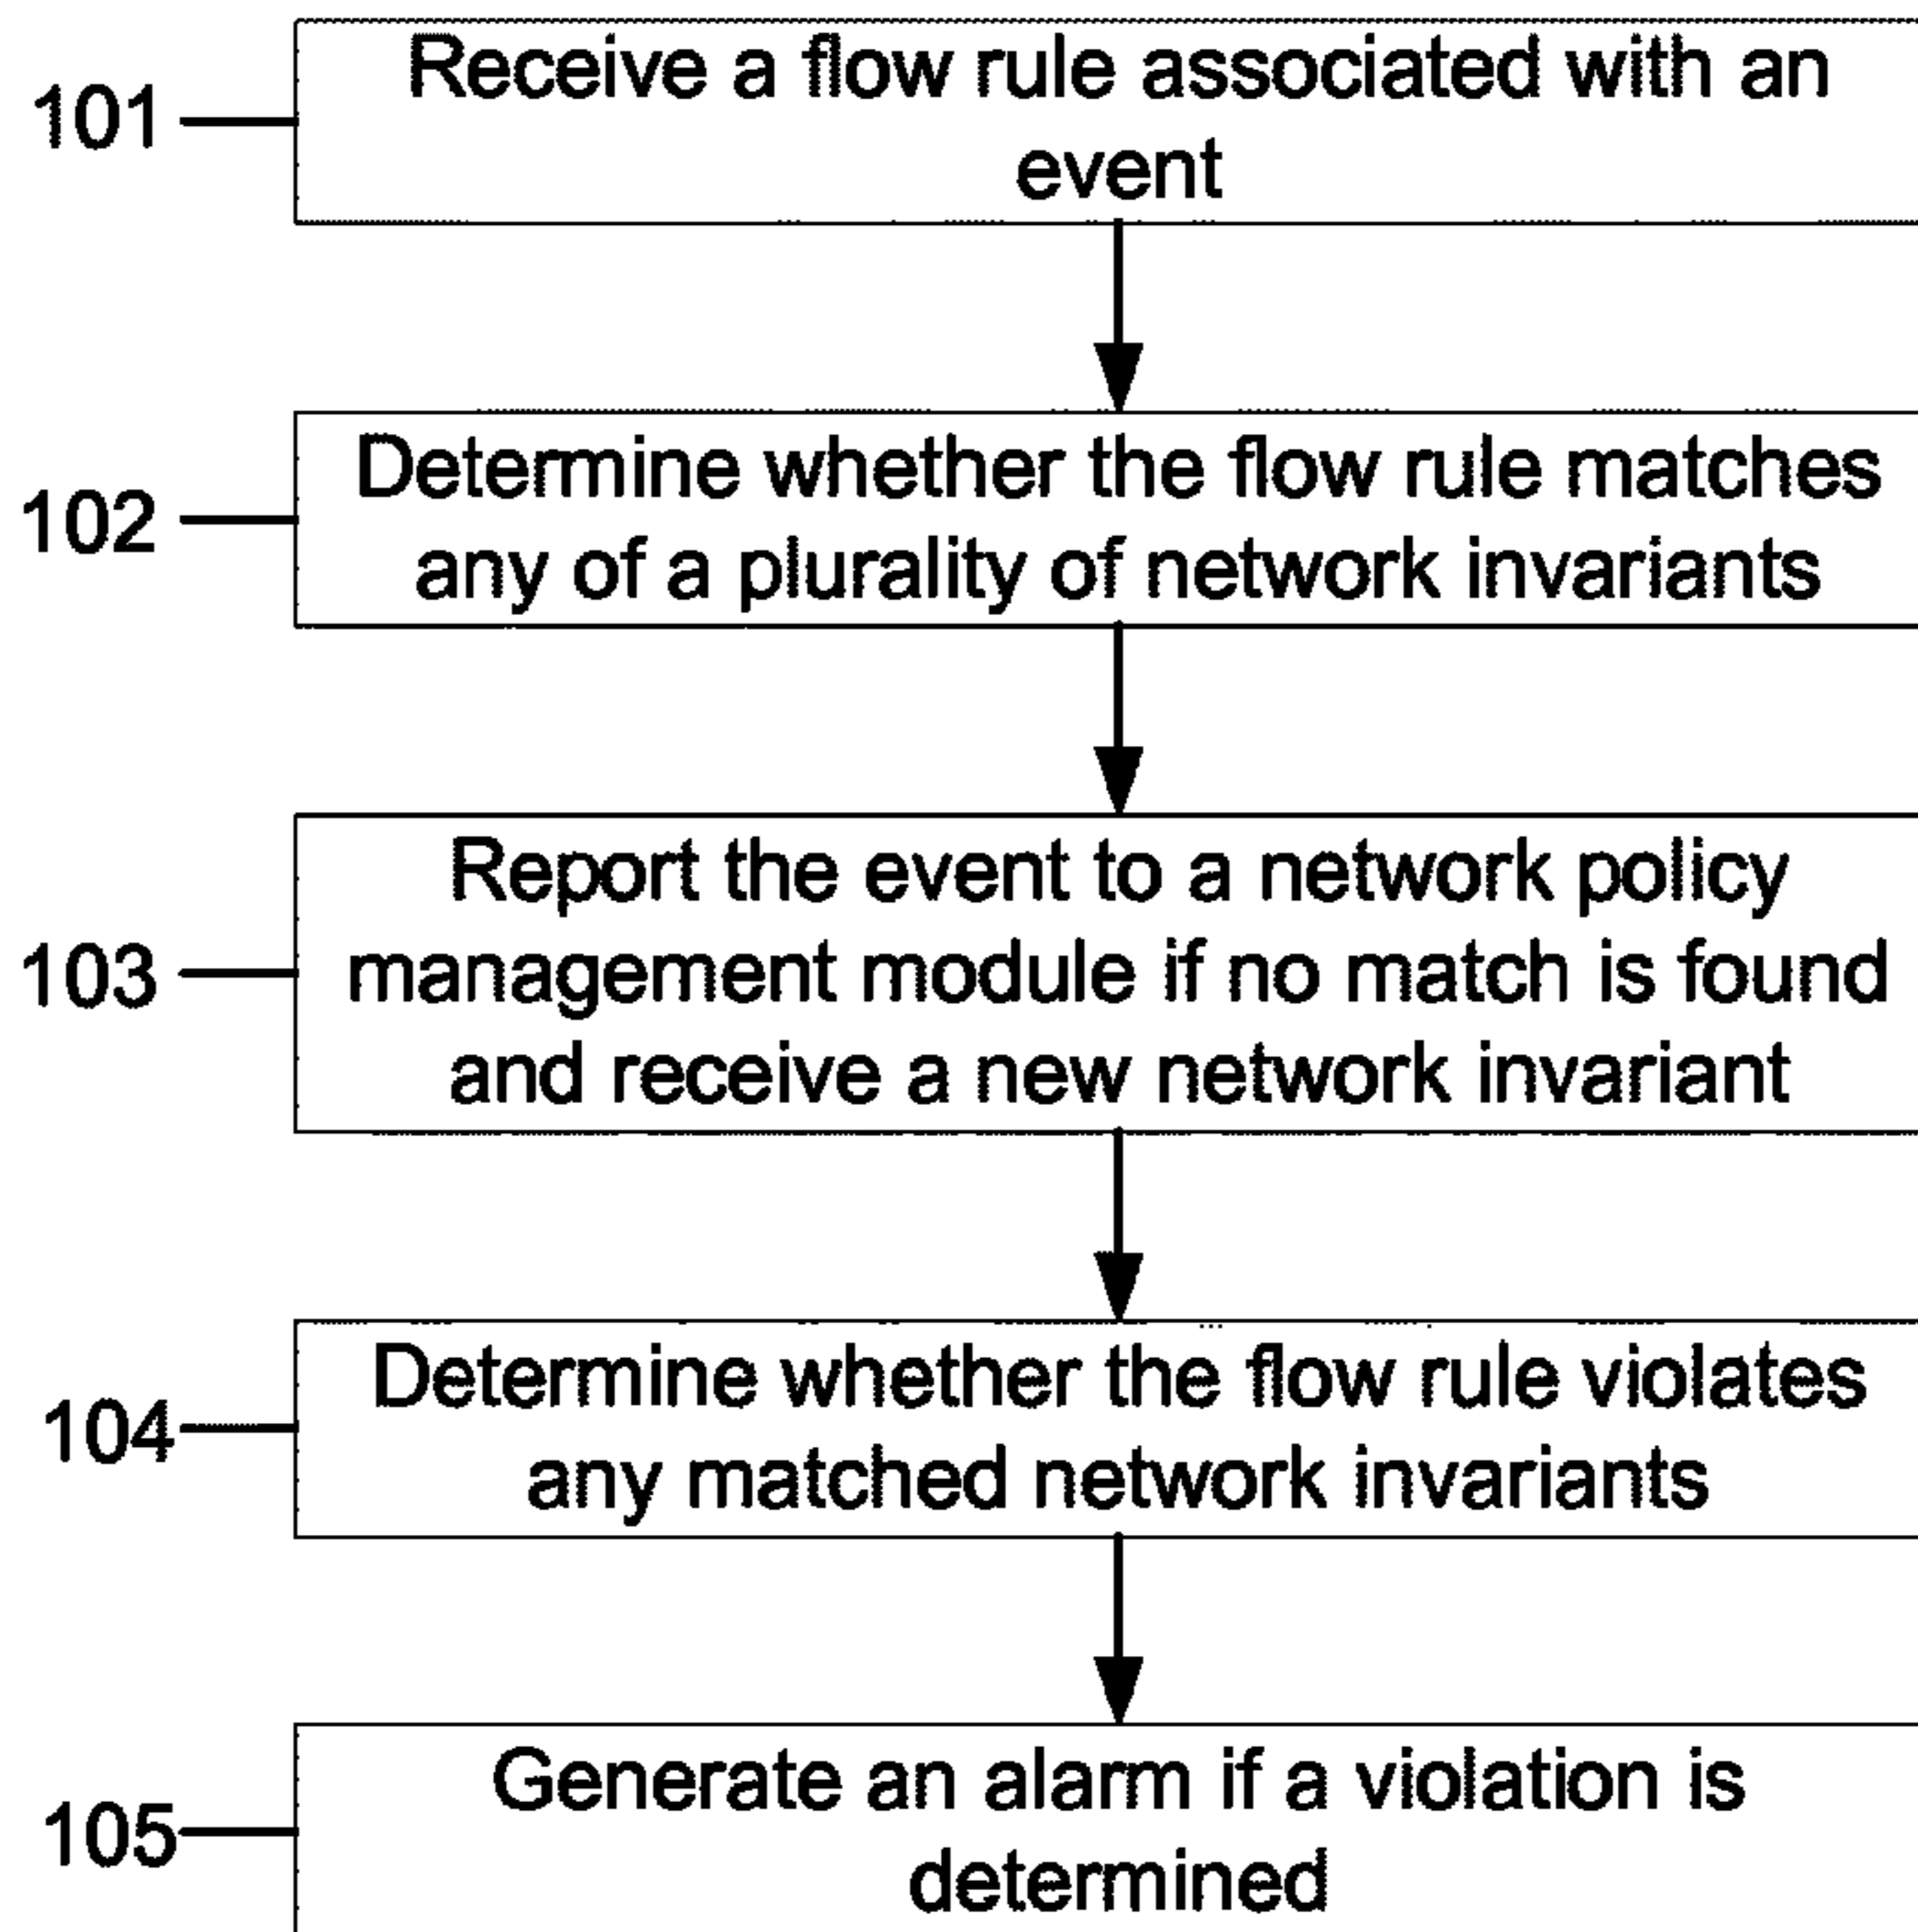 101
Receive a flow rule associated with an
event
102
Determine whether the flow rule matches
any of a plurality of network invariants
103
Report the event to a network policy
management module if no match is found
and receive a new network invariant
104
Determine whether the flow rule violates
any matched network invariants
105
Generate an alarm if a violation is
determined